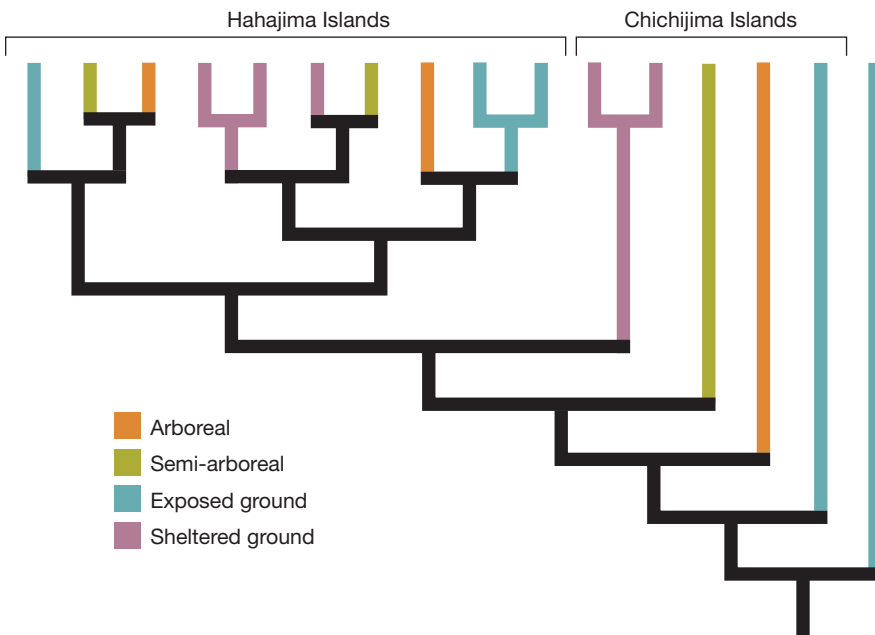 Hahajima Islands
Chichijima Islands
Arboreal
Semi-arboreal
Exposed ground
Sheltered ground